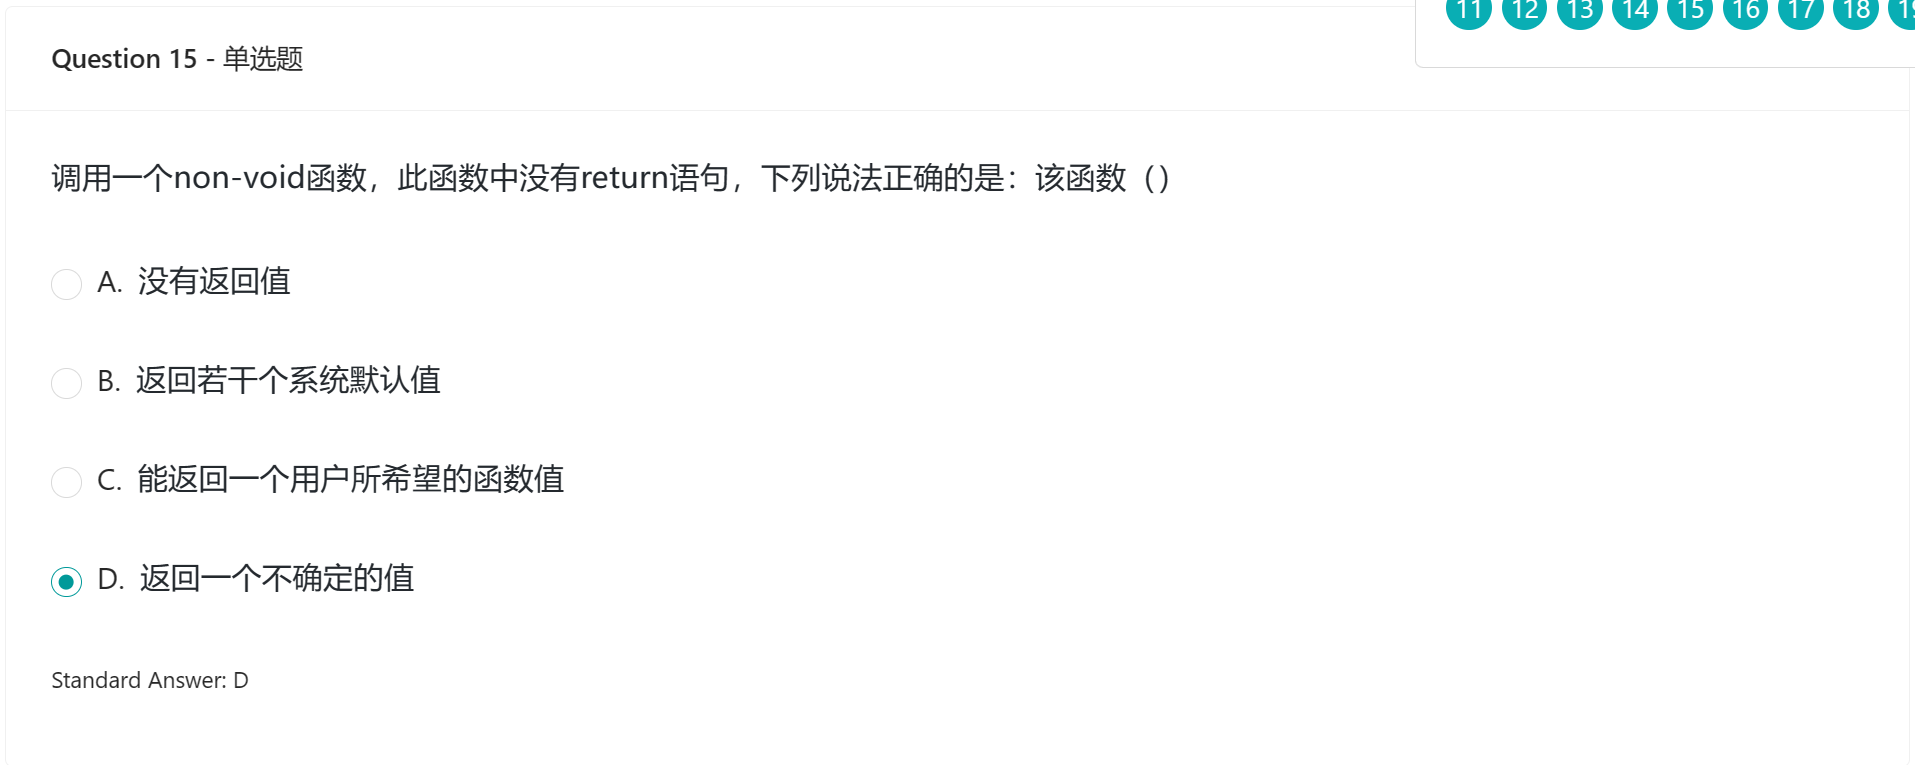 11 12 13 14 15 16 17 18
Question 15 - 单选题
调用一个non-void函数，此函数中没有return语句，下列说法正确的是：该函数（）
A. 没有返回值
B. 返回若干个系统默认值
C. 能返回一个用户所希望的函数值
D. 返回一个不确定的值
Standard Answer: D